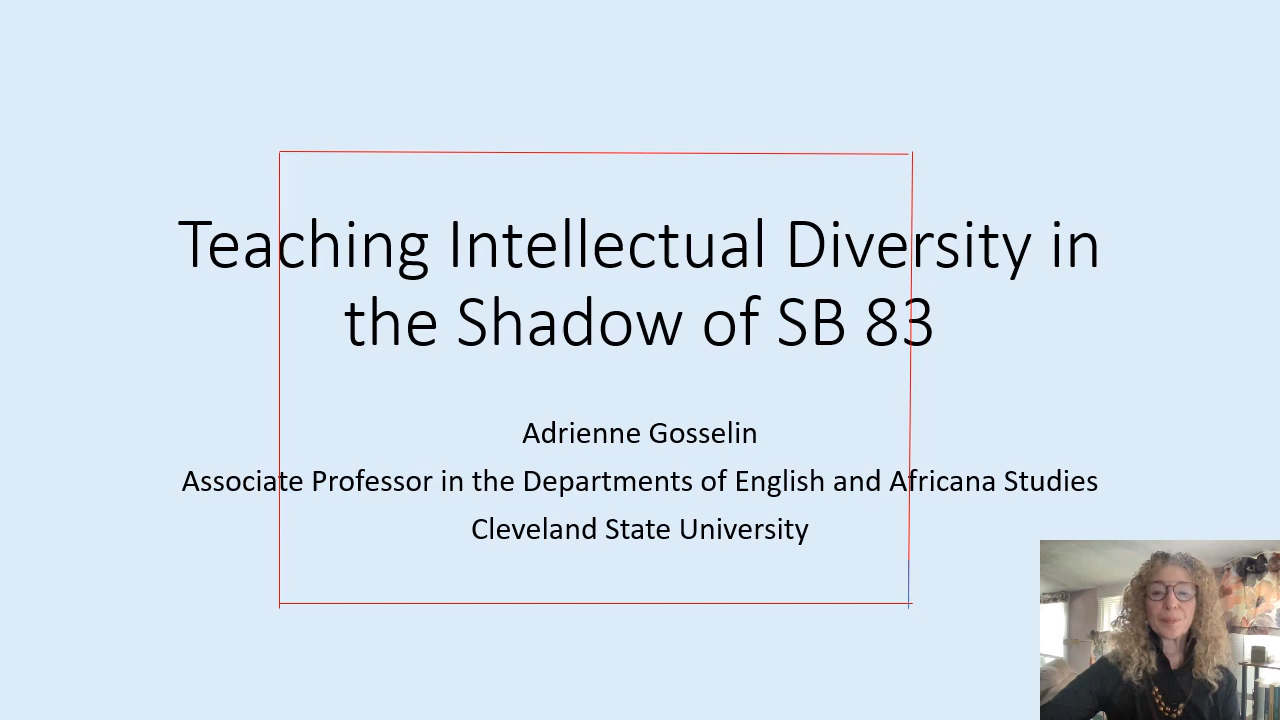 Teaching Intellectual Diversity in
the Shadow of SB 83
Adrienne Gosselin
Associate Professor in the Departments of English and Africana Studies
Cleveland State University